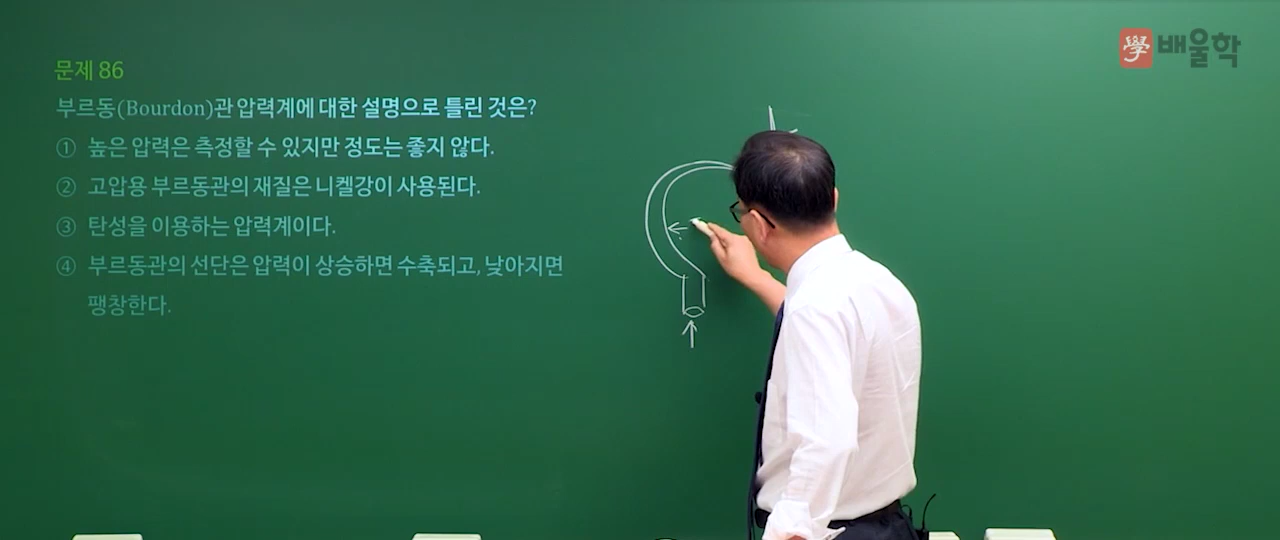 學 배울학
문제 86
부르동(Bourdon)관 압력계에 대한 설명으로 틀린 것은?
① 높은 압력은 측정할 수 있지만 정도는 좋지 않다.
② 고압용 부르동관의 재질은 니켈강이 사용된다.
③ 탄성을 이용하는 압력계이다.
④ 부르동관의 선단은 압력이 상승하면 수축되고, 낮아지면
팽창한다.